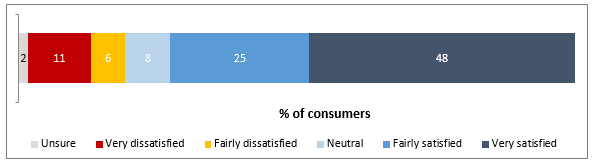 2 11 6 8 25 48
% of consumers
Unsure Very dissatisfied Fairly dissatisfied Neutral Fairly satisfied Very satisfied